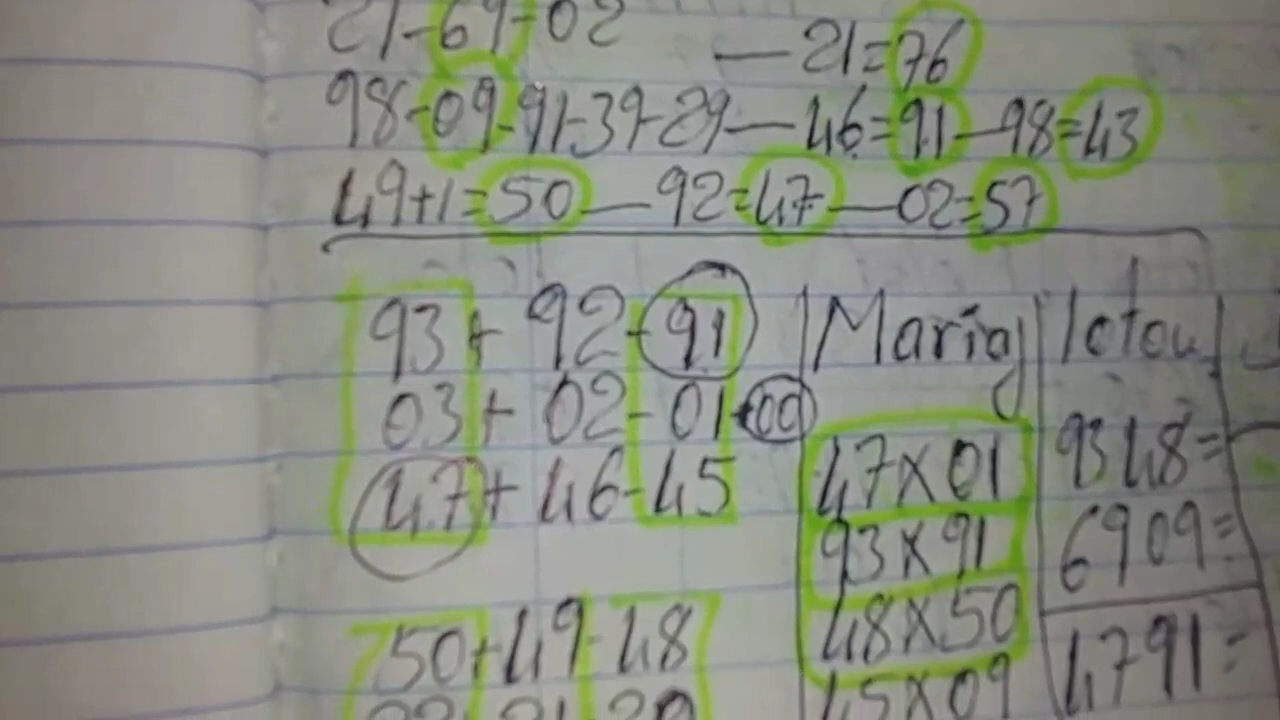 21-69-02 — 21=76
98-09-91-39-29 — 46=91 — 98=43
49+1=50 — 92=47 — 02=57
93+ 92-91 Mariaj lotou
03+ 02-01+00
47+ 46-45 47X01 9348=
93X91 6909=
50+49-48 48X50 4791=
45X09